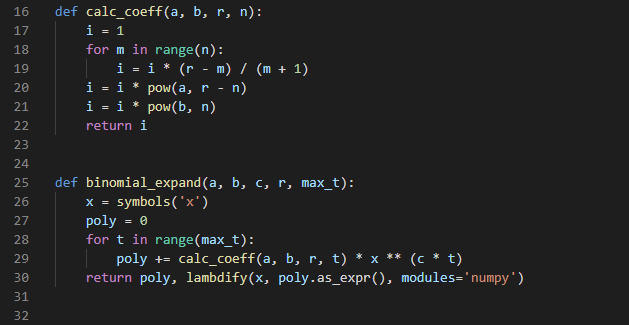 16 def calc_coeff(a, b, r, n):
17     i = 1
18     for m in range(n):
19         i = i * (r - m) / (m + 1)
20     i = i * pow(a, r - n)
21     i = i * pow(b, n)
22     return i
23
24
25 def binomial_expand(a, b, c, r, max_t):
26     x = symbols('x')
27     poly = 0
28     for t in range(max_t):
29         poly += calc_coeff(a, b, r, t) * x ** (c * t)
30     return poly, lambdify(x, poly.as_expr(), modules='numpy')
31
32